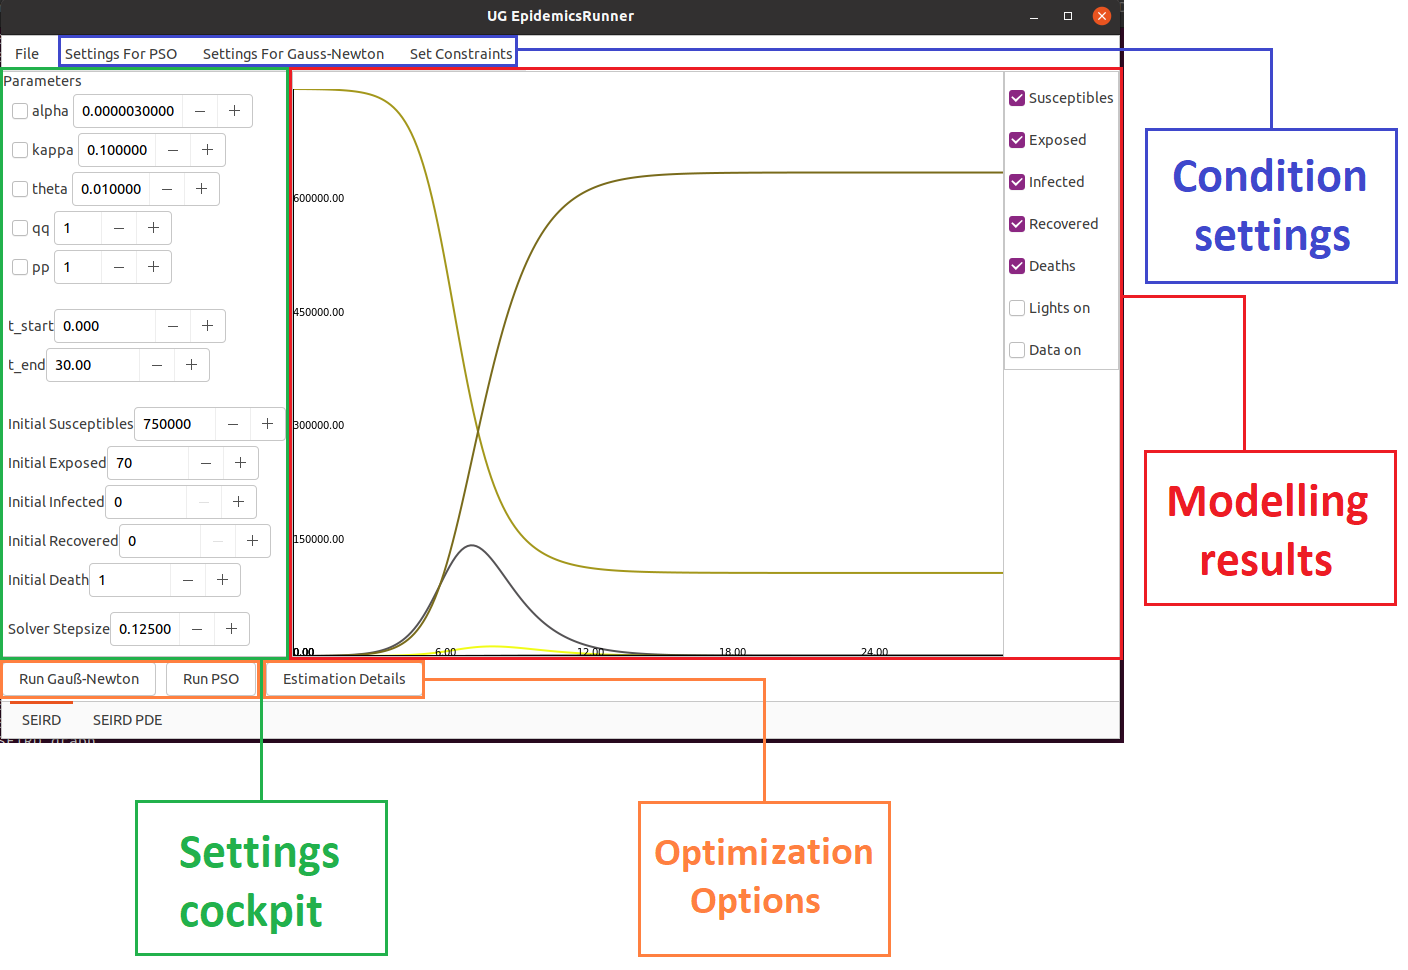 UG EpidemicsRunner
File Settings For PSO Settings For Gauss-Newton Set Constraints
Parameters
alpha 0.0000030000
kappa 0.100000
theta 0.010000
qq 1
pp 1
t_start 0.000
t_end 30.00
Initial Susceptibles 750000
Initial Exposed 70
Initial Infected 0
Initial Recovered 0
Initial Death 1
Solver Stepsize 0.12500
600000.00
450000.00
300000.00
150000.00
0.00 6.00 12.00 18.00 24.00
Susceptibles
Exposed
Infected
Recovered
Deaths
Lights on
Data on
Condition
settings
Modelling
results
Run Gauß-Newton Run PSO Estimation Details
SEIRD SEIRD PDE
Settings
cockpit
Optimization
Options